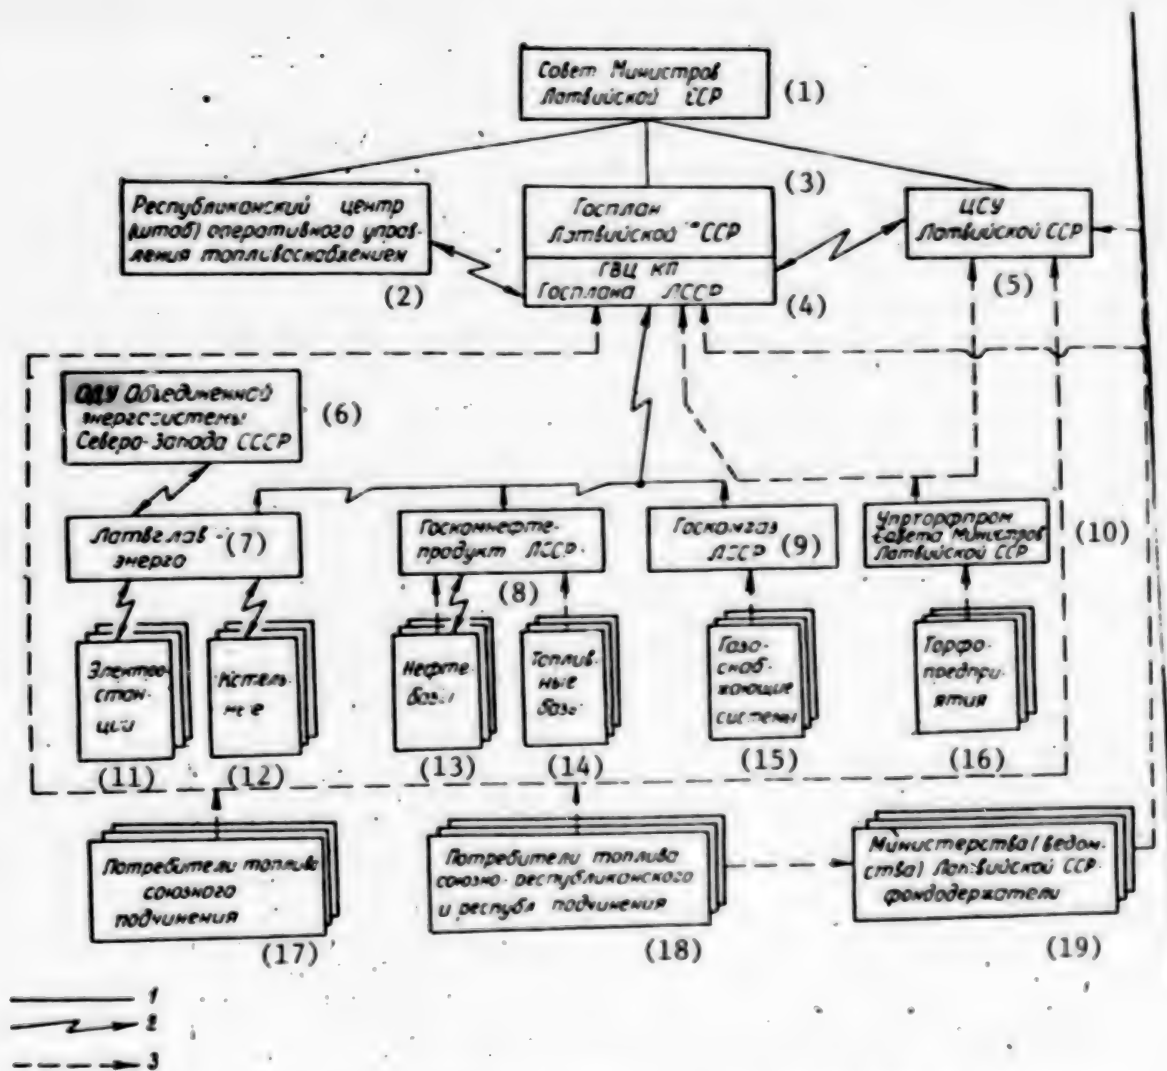 Совет Министров
Латвийской ССР
(1)
Республиканский центр
(штаб) оперативного управ-
ления топливоснабжением
(2)
(3)
Госплан
Латвийской ССР
ГВЦ КП
Госплана ЛССР
(4)
ЦСУ
Латвийской ССР
(5)
ОДУ Объединенной
энергосистемы
Северо-Запада СССР
(6)
Латвглав-
энерго
(7)
Госкомнефте-
продукт ЛССР
(8)
Госкомгаз
ЛССР
(9)
Упрторфпром
Совета Министров
Латвийской ССР
(10)
Электро-
стан-
ции
(11)
Котель-
ные
(12)
Нефте-
базы
(13)
Топлив-
ные
базы
(14)
Газо-
снаб-
жающие
системы
(15)
Торфо-
предпри-
ятия
(16)
Потребители топлива
союзного
подчинения
(17)
Потребители топлива
союзно-республиканского
и республ подчинения
(18)
Министерства (ведом-
ства) Латвийской ССР-
фондодержатели
(19)
1
2
3